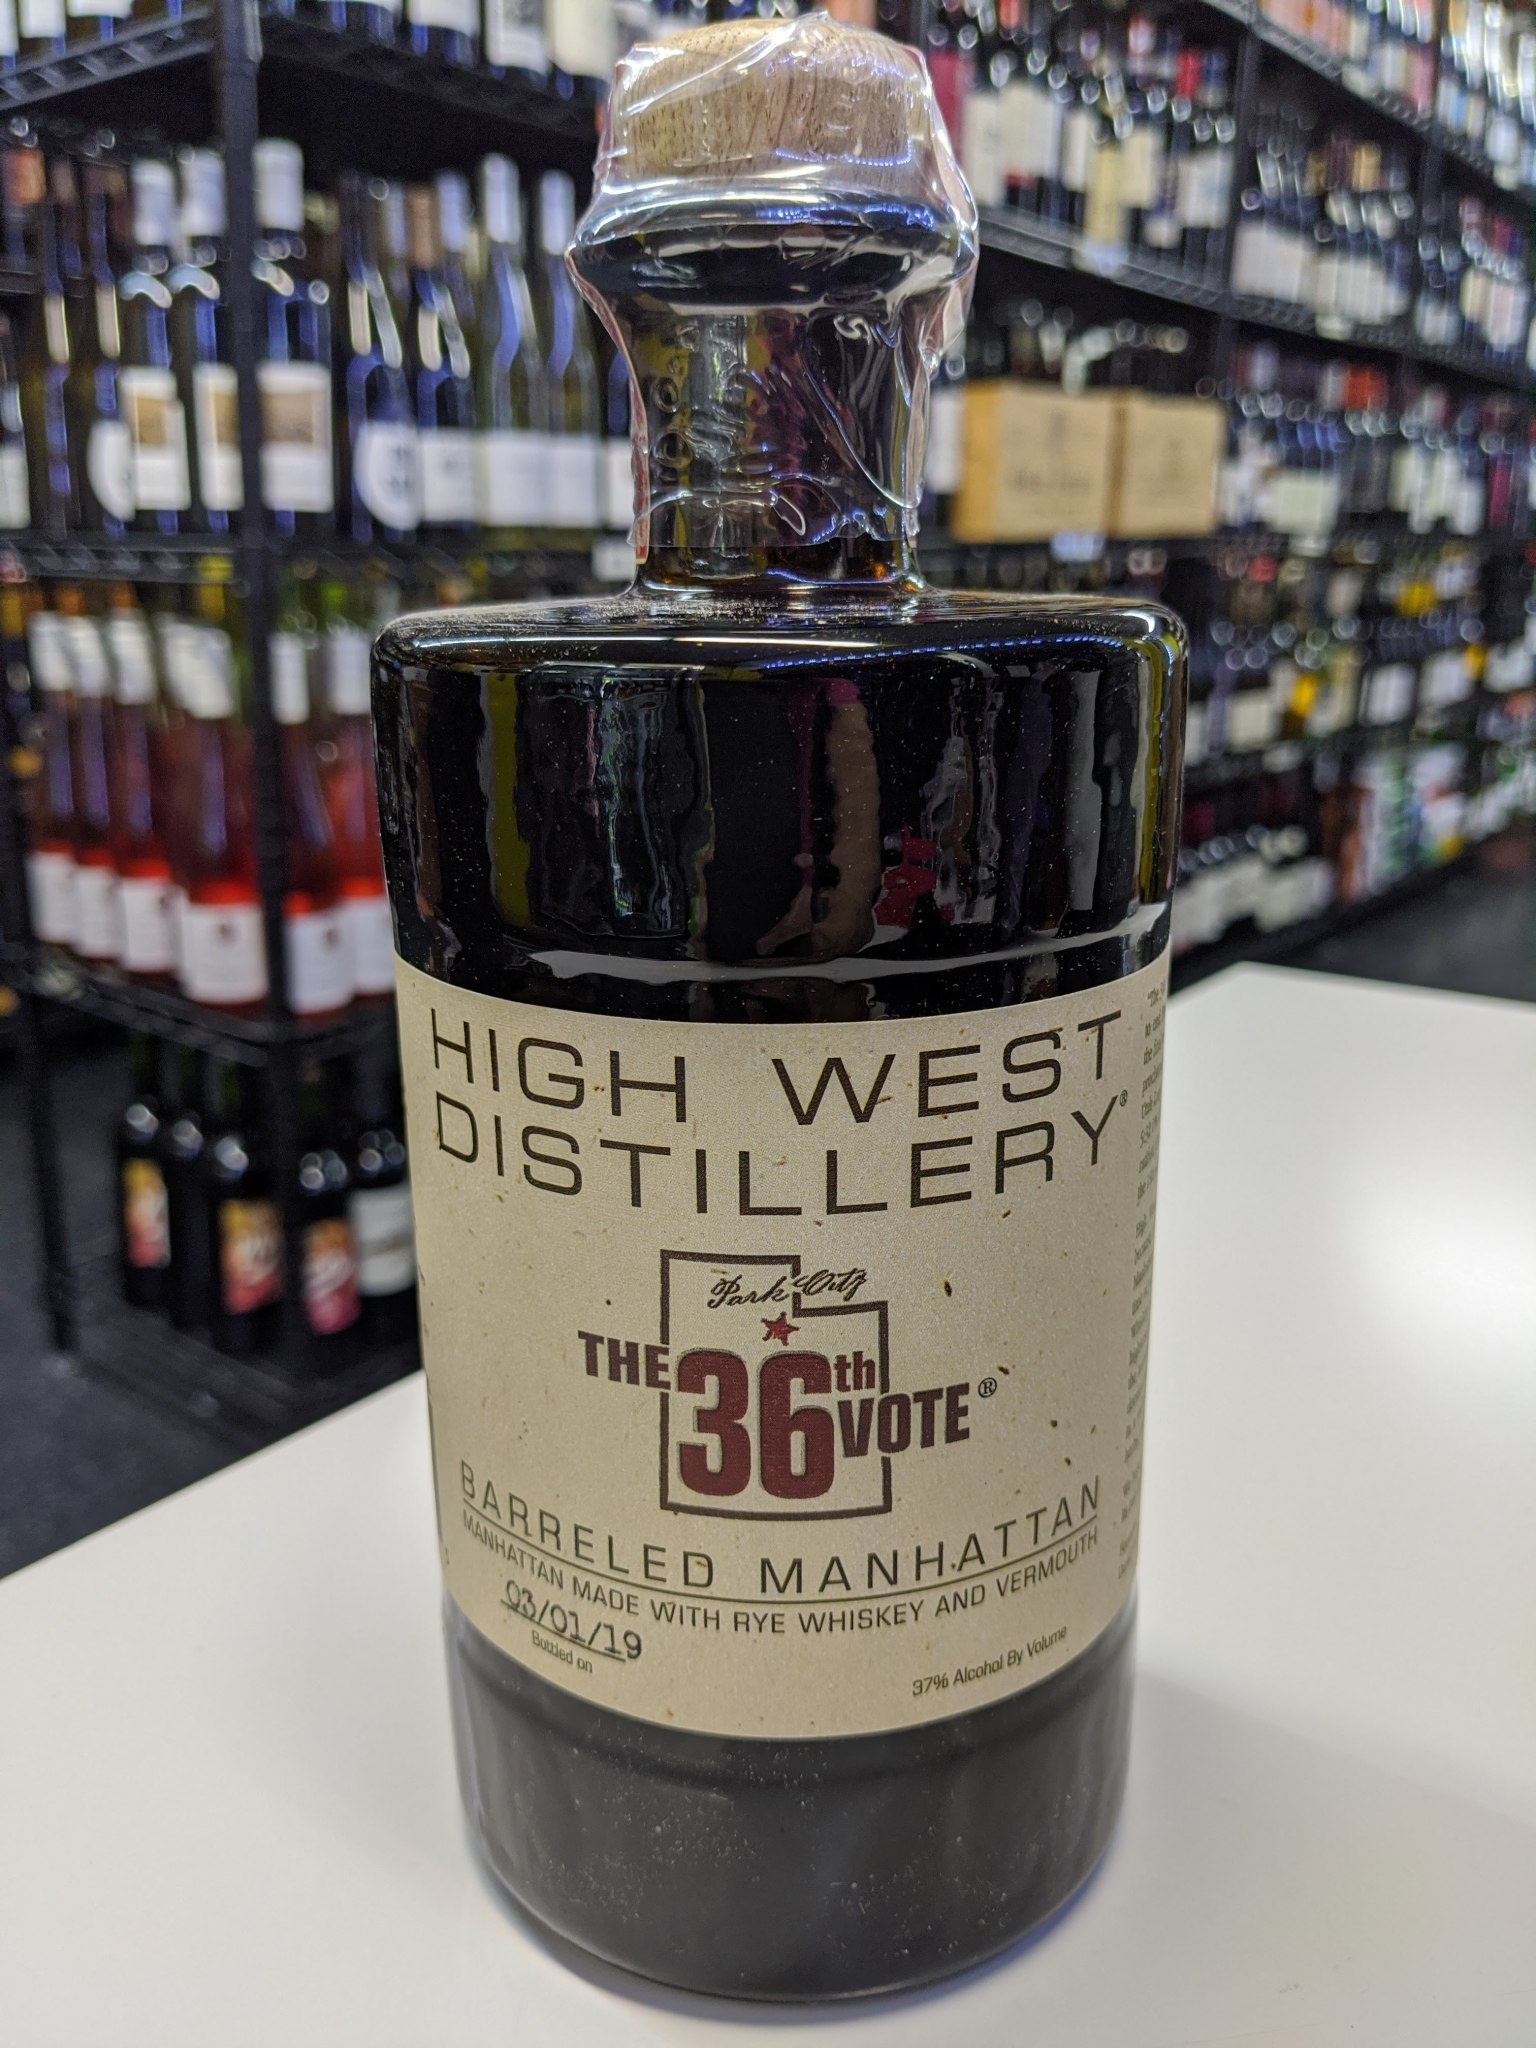 HIGH WEST
DISTILLERY®
Park City
THE 36th VOTE®
BARRELED MANHATTAN
MANHATTAN MADE WITH RYE WHISKEY AND VERMOUTH
03/01/19
Bottled on
37% Alcohol By Volume